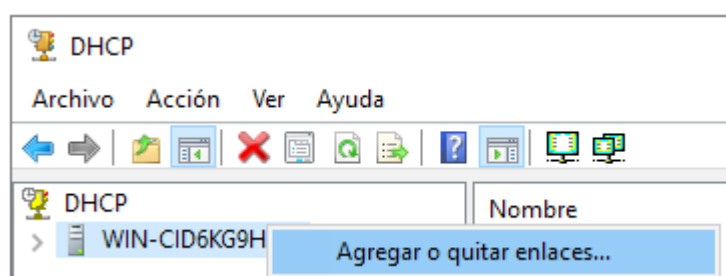 DHCP
Archivo Acción Ver Ayuda
DHCP
Nombre
WIN-CID6KG9H
Agregar o quitar enlaces...